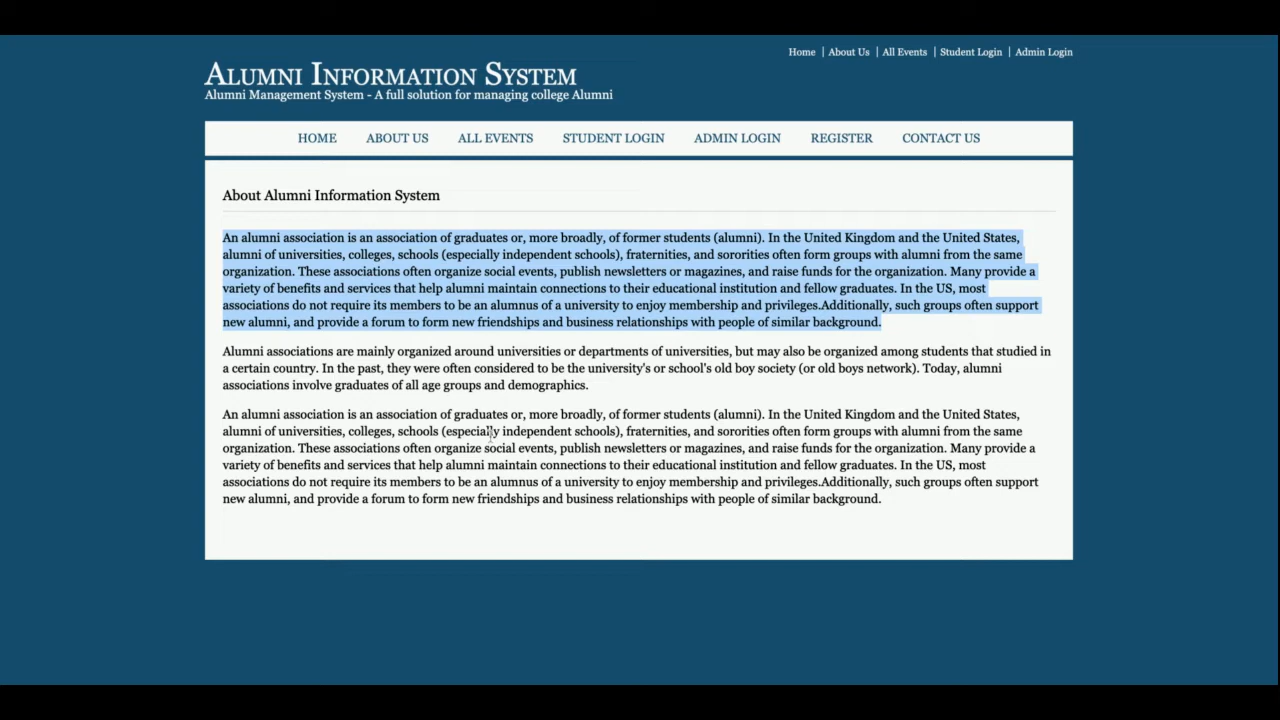 Home | About Us | All Events | Student Login | Admin Login
Alumni Information System
Alumni Management System - A full solution for managing college Alumni
HOME ABOUT US ALL EVENTS STUDENT LOGIN ADMIN LOGIN REGISTER CONTACT US
About Alumni Information System
An alumni association is an association of graduates or, more broadly, of former students (alumni). In the United Kingdom and the United States,
alumni of universities, colleges, schools (especially independent schools), fraternities, and sororities often form groups with alumni from the same
organization. These associations often organize social events, publish newsletters or magazines, and raise funds for the organization. Many provide a
variety of benefits and services that help alumni maintain connections to their educational institution and fellow graduates. In the US, most
associations do not require its members to be an alumnus of a university to enjoy membership and privileges.Additionally, such groups often support
new alumni, and provide a forum to form new friendships and business relationships with people of similar background.
Alumni associations are mainly organized around universities or departments of universities, but may also be organized among students that studied in
a certain country. In the past, they were often considered to be the university's or school's old boy society (or old boys network). Today, alumni
associations involve graduates of all age groups and demographics.
An alumni association is an association of graduates or, more broadly, of former students (alumni). In the United Kingdom and the United States,
alumni of universities, colleges, schools (especially independent schools), fraternities, and sororities often form groups with alumni from the same
organization. These associations often organize social events, publish newsletters or magazines, and raise funds for the organization. Many provide a
variety of benefits and services that help alumni maintain connections to their educational institution and fellow graduates. In the US, most
associations do not require its members to be an alumnus of a university to enjoy membership and privileges.Additionally, such groups often support
new alumni, and provide a forum to form new friendships and business relationships with people of similar background.